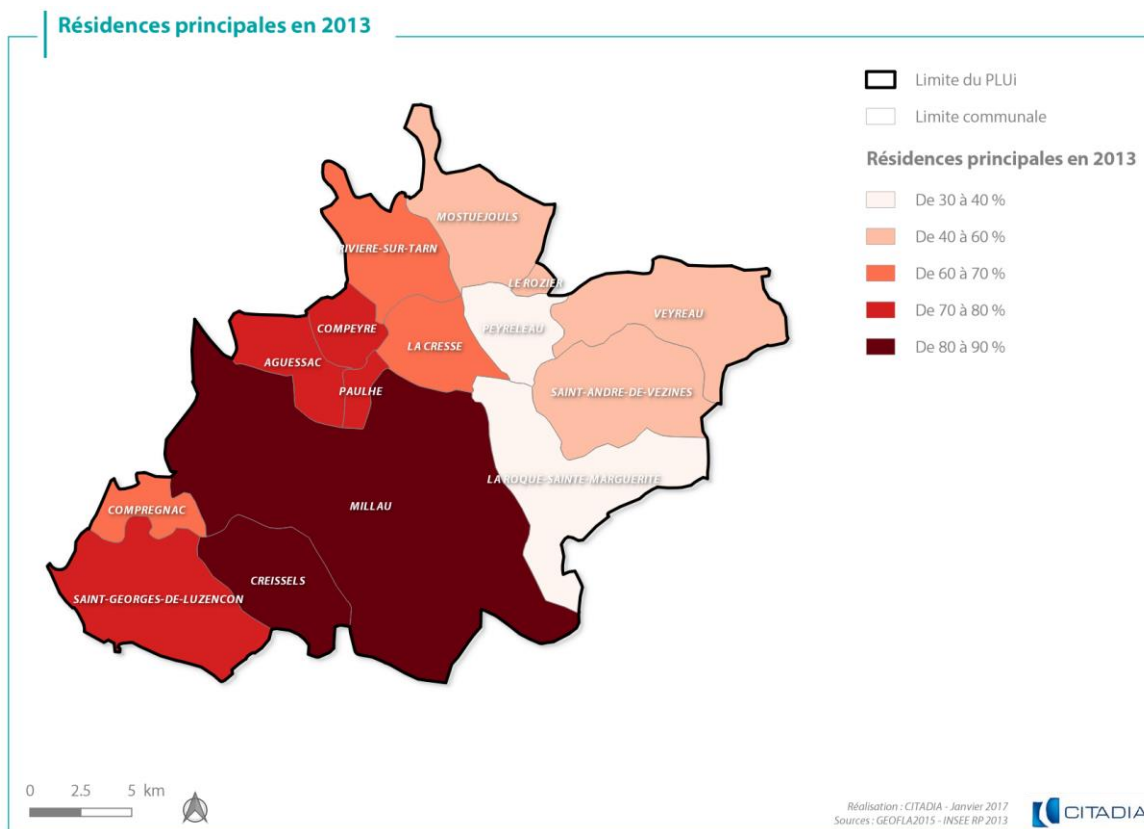 Résidences principales en 2013
Limite du PLUi
Limite communale
Résidences principales en 2013
De 30 à 40 %
De 40 à 60 %
De 60 à 70 %
De 70 à 80 %
De 80 à 90 %
MOSTUEJOULS
RIVIERE-SUR-TARN
LE ROZIER
VEYREAU
PEYRELEAU
COMPEYRE
LA CRESSE
AGUESSAC
PAULHE
SAINT-ANDRE-DE-VEZINES
LA ROQUE-SAINTE-MARGUERITE
MILLAU
COMPREGNAC
CREISSELS
SAINT-GEORGES-DE-LUZENCON
0 2.5 5 km
Réalisation : CITADIA - Janvier 2017
Sources : GEOFLA2015 - INSEE RP 2013
CITADIA